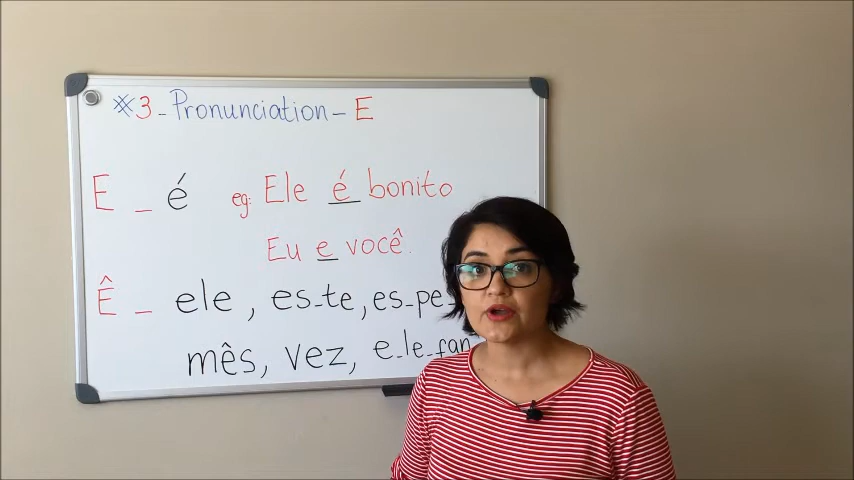 #3 - Pronunciation - E
E - é eg: Ele é bonito
Eu e você.
Ê - ele, es-te, es-pe-
mês, vez, e-le-fan